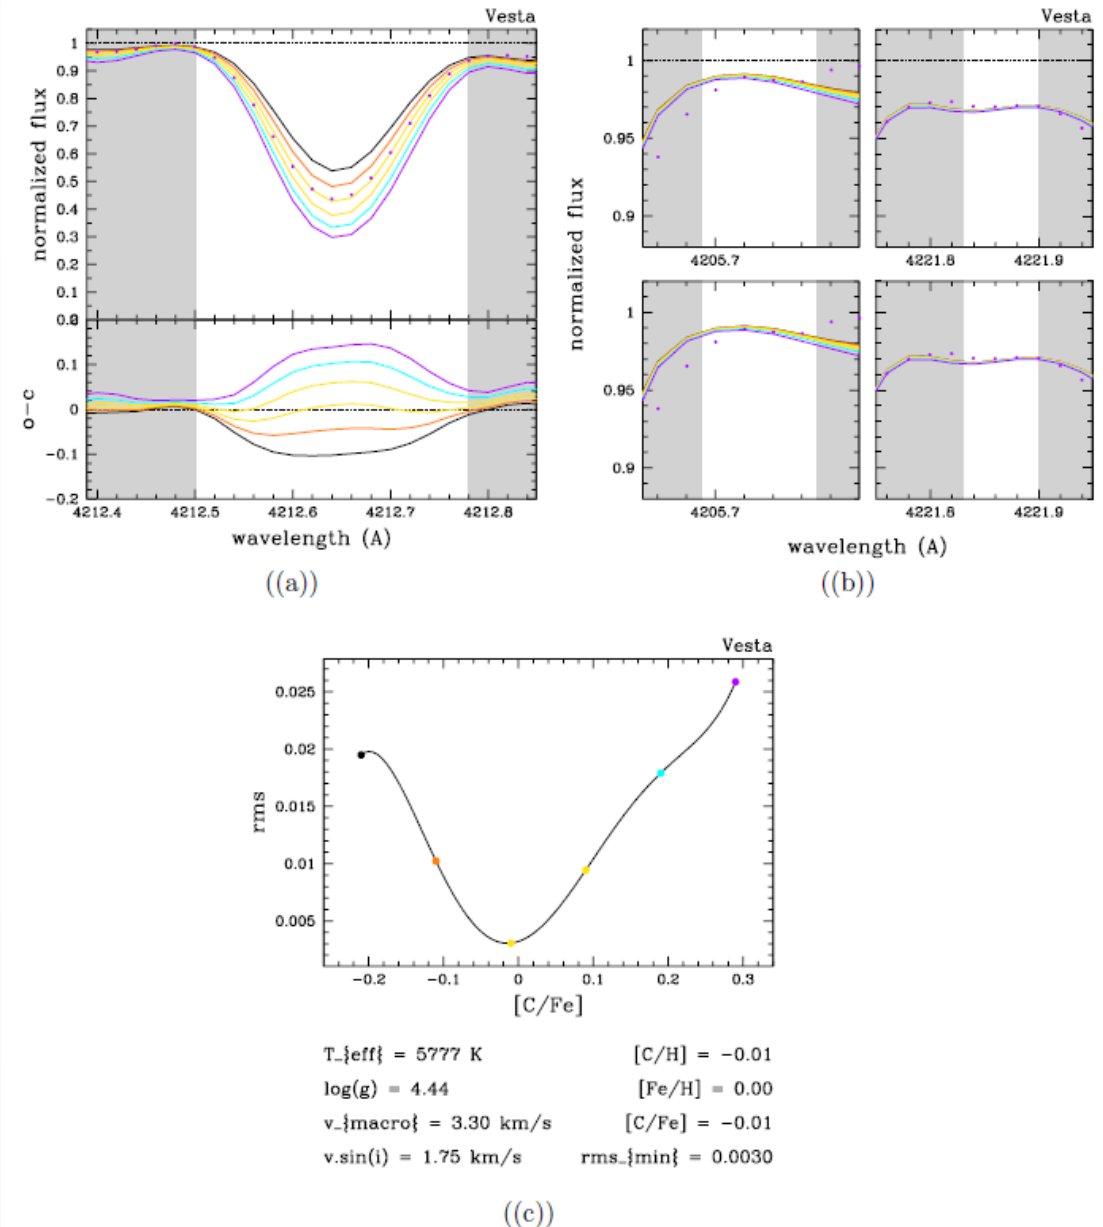 Vesta
1
0.9
0.8
0.7
0.6
0.5
0.4
0.3
0.2
0.1
0
normalized flux
0.2
0.1
0
-0.1
-0.2
o-c
4212.4 4212.5 4212.6 4212.7 4212.8
wavelength (A)
((a))
Vesta
1
0.95
0.9
4205.7 4221.8 4221.9
normalized flux
1
0.95
0.9
4205.7 4221.8 4221.9
wavelength (A)
((b))
Vesta
0.025
0.02
0.015
0.01
0.005
rms
-0.2 -0.1 0 0.1 0.2 0.3
[C/Fe]
T_{eff} = 5777 K [C/H] = -0.01
log(g) = 4.44 [Fe/H] = 0.00
v_{macro} = 3.30 km/s [C/Fe] = -0.01
v.sin(i) = 1.75 km/s rms_{min} = 0.0030
((c))